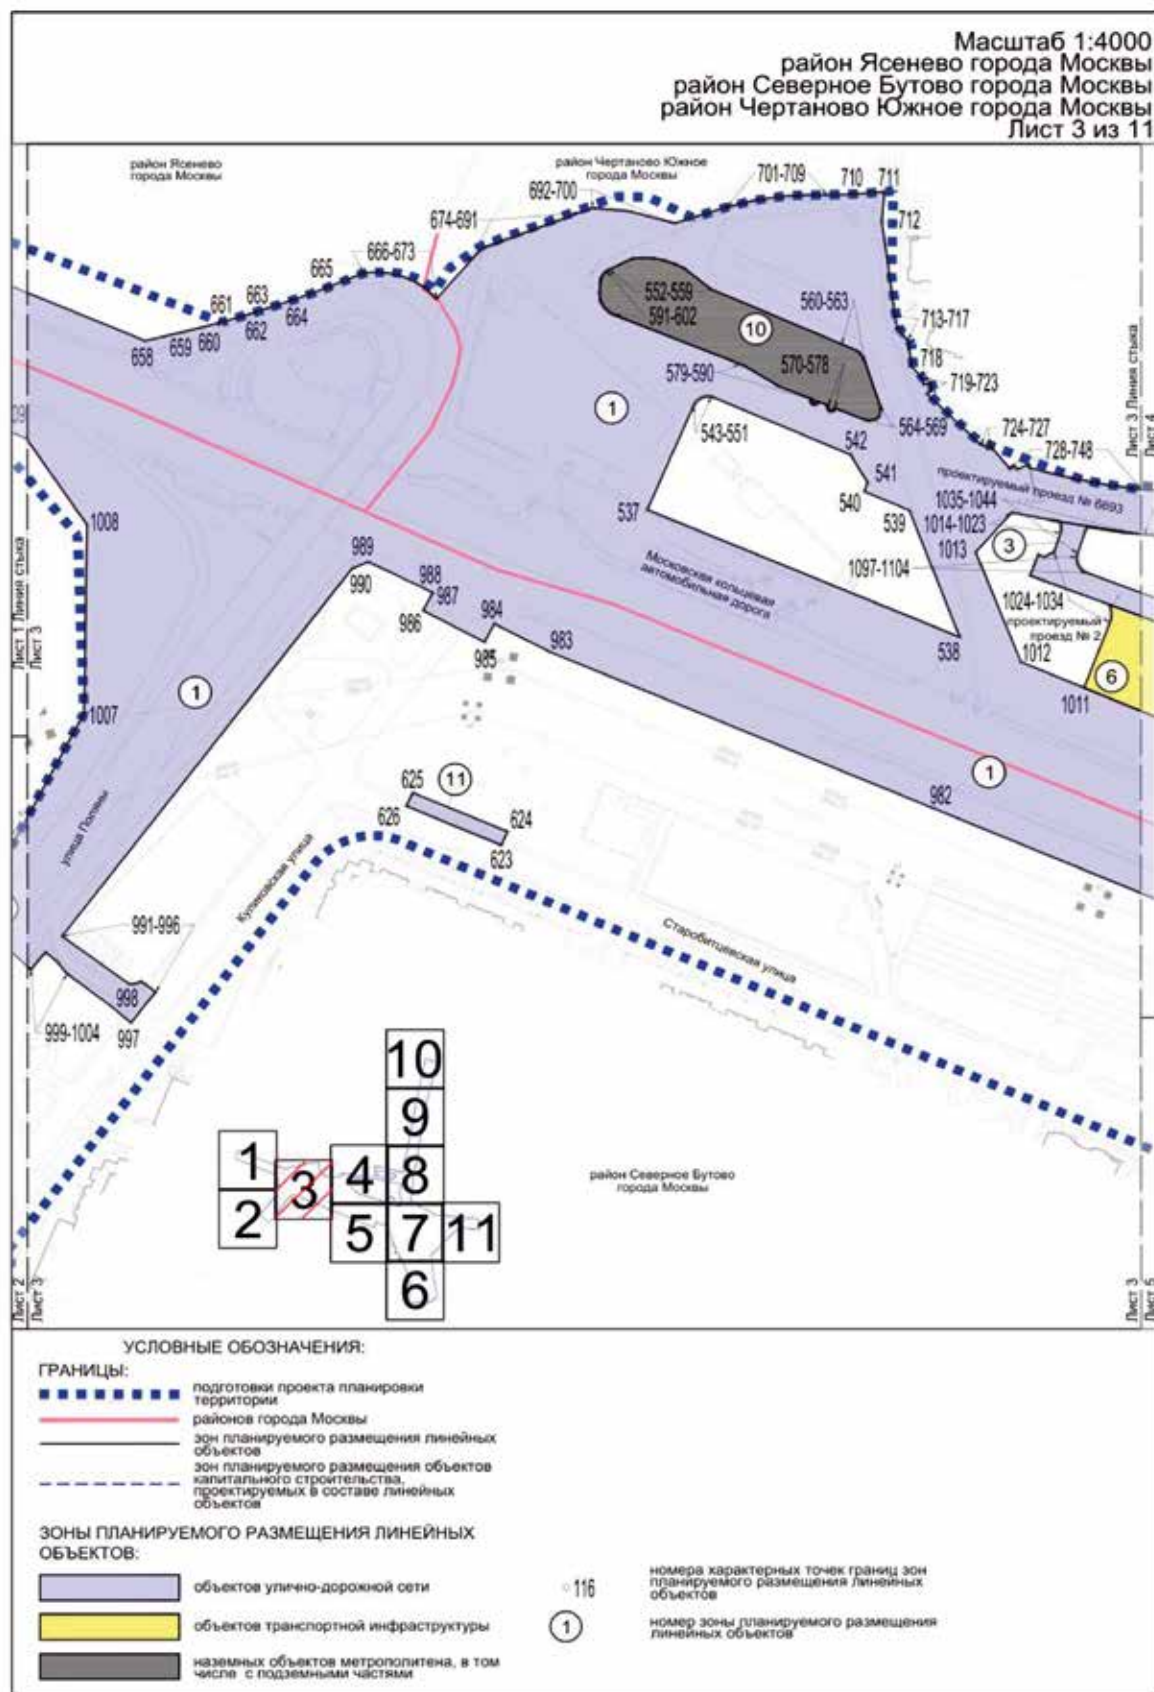 Масштаб 1:4000
район Ясенево города Москвы
район Северное Бутово города Москвы
район Чертаново Южное города Москвы
Лист 3 из 11
район Ясенево
города Москвы
район Чертаново Южное
города Москвы
692-700
701-709
710
711
712
674-691
666-673
665
664
663
662
661
660
659
658
552-559
591-602
10
560-563
570-578
579-590
564-569
713-717
718
719-723
724-727
728-748
Лист 3 Линия стыка
Лист 4
1
543-551
542
541
540
539
537
538
проектируемый проезд № 6693
1035-1044
1014-1023
1013
3
1097-1104
1024-1034
проектируемый
проезд № 2
1012
6
1011
Московская кольцевая
автомобильная дорога
1008
989
990
988
987
986
984
985
983
Лист 1 Линия стыка
Лист 3
1
1007
1
982
улица Поляны
625
11
624
626
623
Куликовская улица
Старобитцевская улица
991-996
998
997
999-1004
10
9
1
3
4
8
2
5
7
11
6
район Северное Бутово
города Москвы
Лист 2
Лист 3
Лист 3
Лист 5
УСЛОВНЫЕ ОБОЗНАЧЕНИЯ:
ГРАНИЦЫ:
подготовки проекта планировки
территории
районов города Москвы
зон планируемого размещения линейных
объектов
зон планируемого размещения объектов
капитального строительства,
проектируемых в составе линейных
объектов
ЗОНЫ ПЛАНИРУЕМОГО РАЗМЕЩЕНИЯ ЛИНЕЙНЫХ
ОБЪЕКТОВ:
объектов улично-дорожной сети
объектов транспортной инфраструктуры
наземных объектов метрополитена, в том
числе с подземными частями
116
номера характерных точек границ зон
планируемого размещения линейных
объектов
1
номер зоны планируемого размещения
линейных объектов